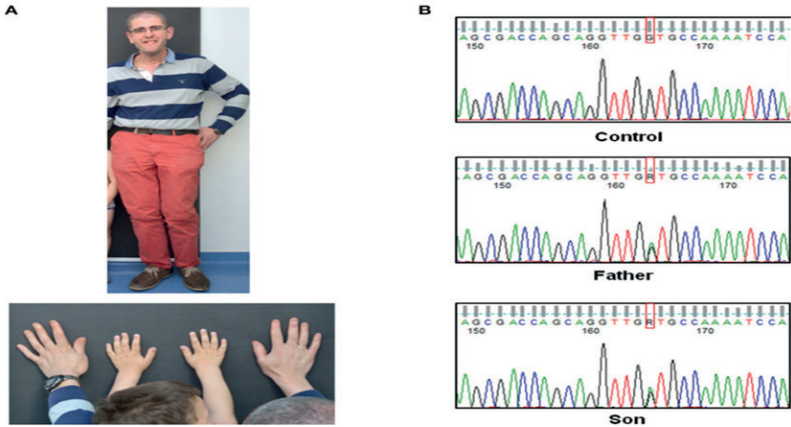 A
B
AGCGACCAGCAGGTTGGTGCCAAAATCCA
150 160 170
Control
AGCGACCAGCAGGTTGRTGCCAAAATCCA
150 160 170
Father
AGCGACCAGCAGGTTGRTGCCAAAATCCA
150 160 170
Son